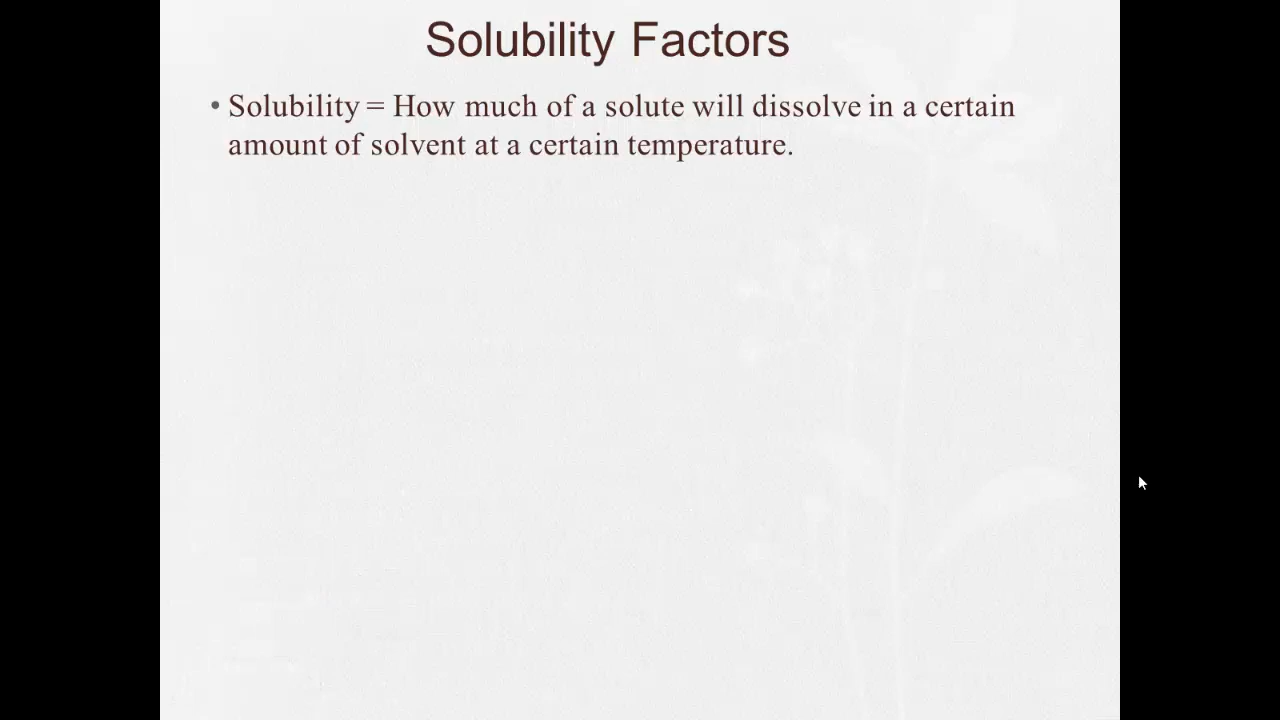 Solubility Factors
• Solubility = How much of a solute will dissolve in a certain
amount of solvent at a certain temperature.